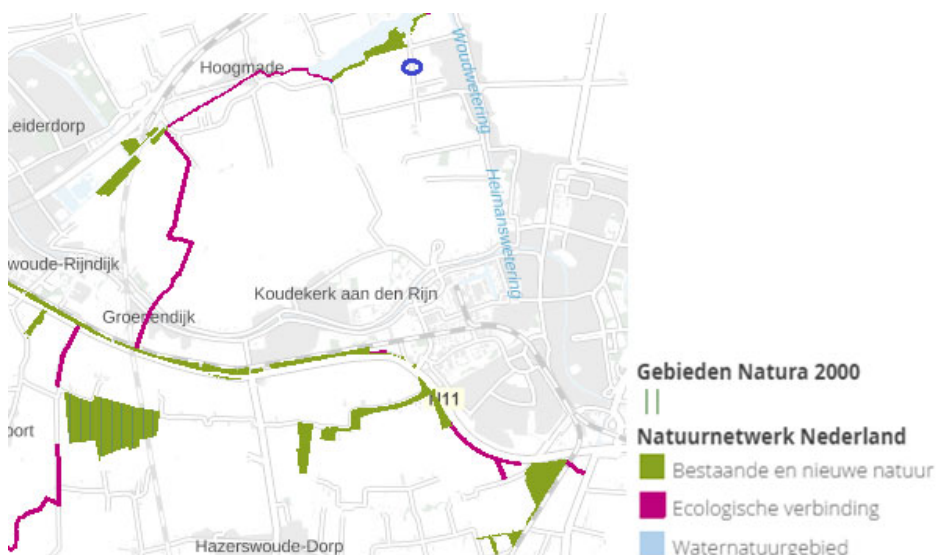 Hoogmade
Woudwetering
Leiderdorp
Heimanswetering
woude-Rijndijk
Koudekerk aan den Rijn
Groenendijk
N11
oort
Hazerswoude-Dorp
Gebieden Natura 2000
Natuurnetwerk Nederland
Bestaande en nieuwe natuur
Ecologische verbinding
Waternatuurgebied